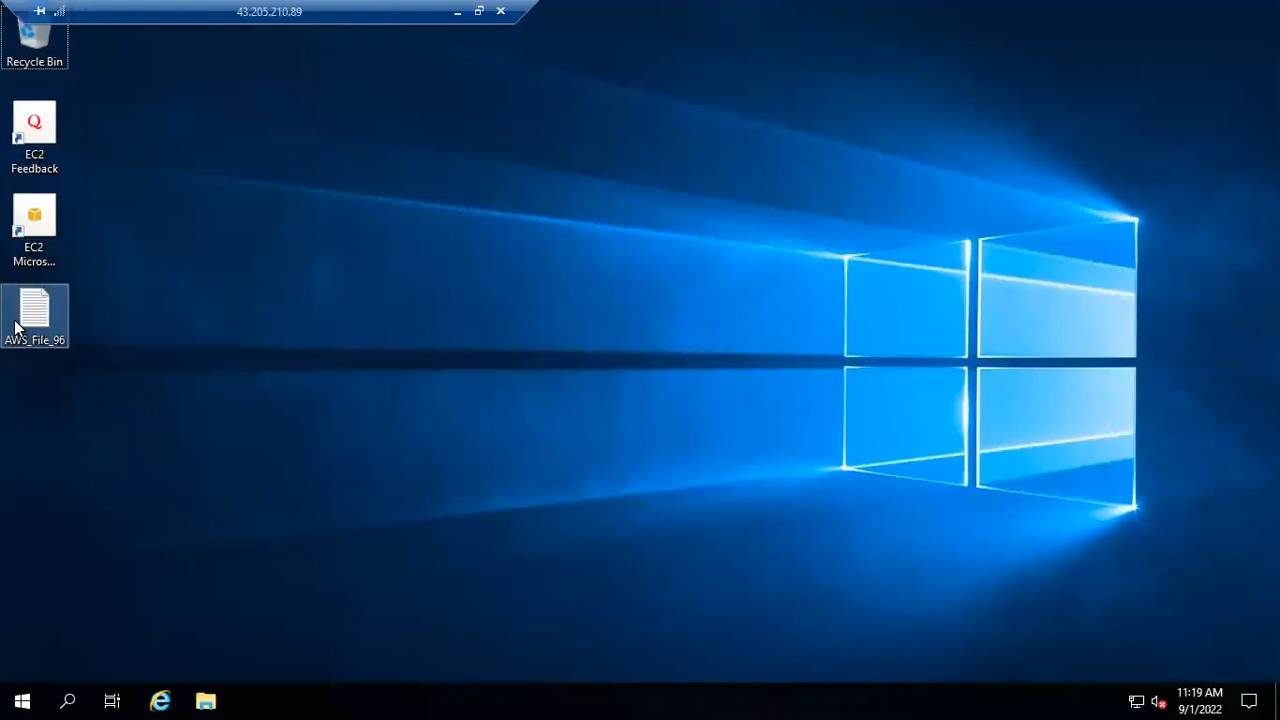 43.205.210.89
Recycle Bin
Q
EC2
Feedback
EC2
Micros...
AWS_File_96
11:19 AM
9/1/2022